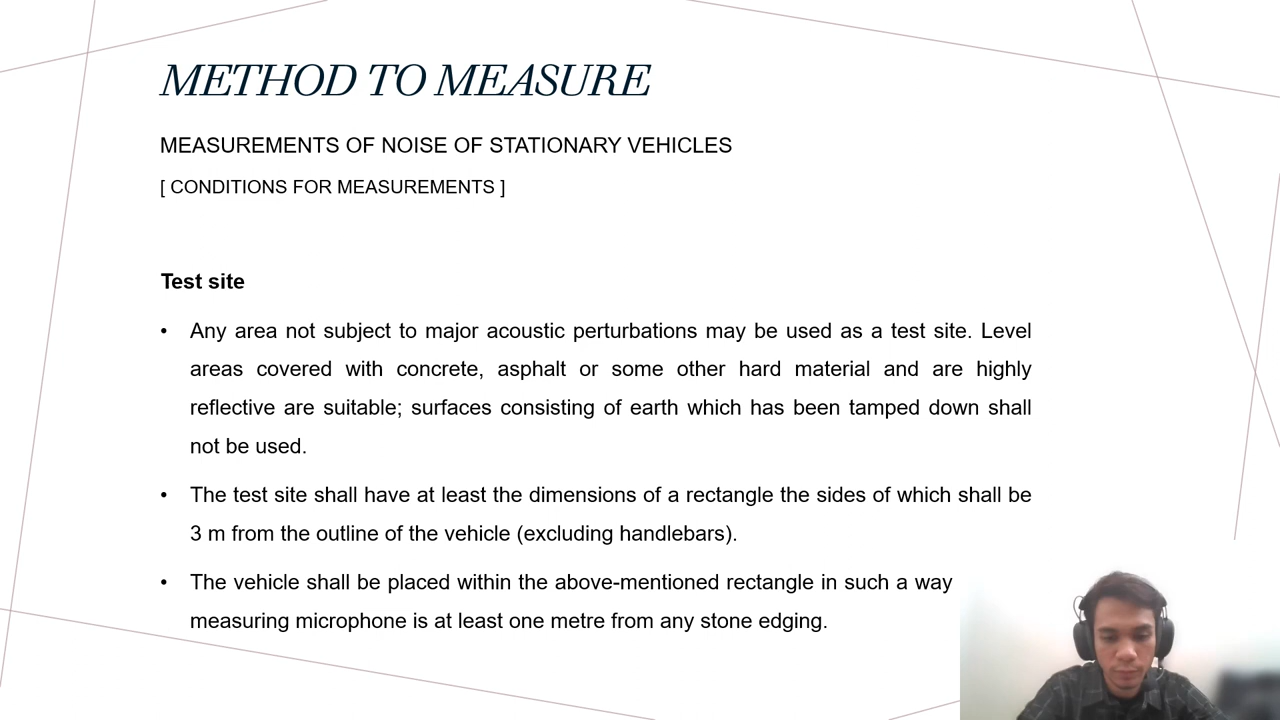 METHOD TO MEASURE
MEASUREMENTS OF NOISE OF STATIONARY VEHICLES
[ CONDITIONS FOR MEASUREMENTS ]
Test site
• Any area not subject to major acoustic perturbations may be used as a test site. Level
areas covered with concrete, asphalt or some other hard material and are highly
reflective are suitable; surfaces consisting of earth which has been tamped down shall
not be used.
• The test site shall have at least the dimensions of a rectangle the sides of which shall be
3 m from the outline of the vehicle (excluding handlebars).
• The vehicle shall be placed within the above-mentioned rectangle in such a way
measuring microphone is at least one metre from any stone edging.